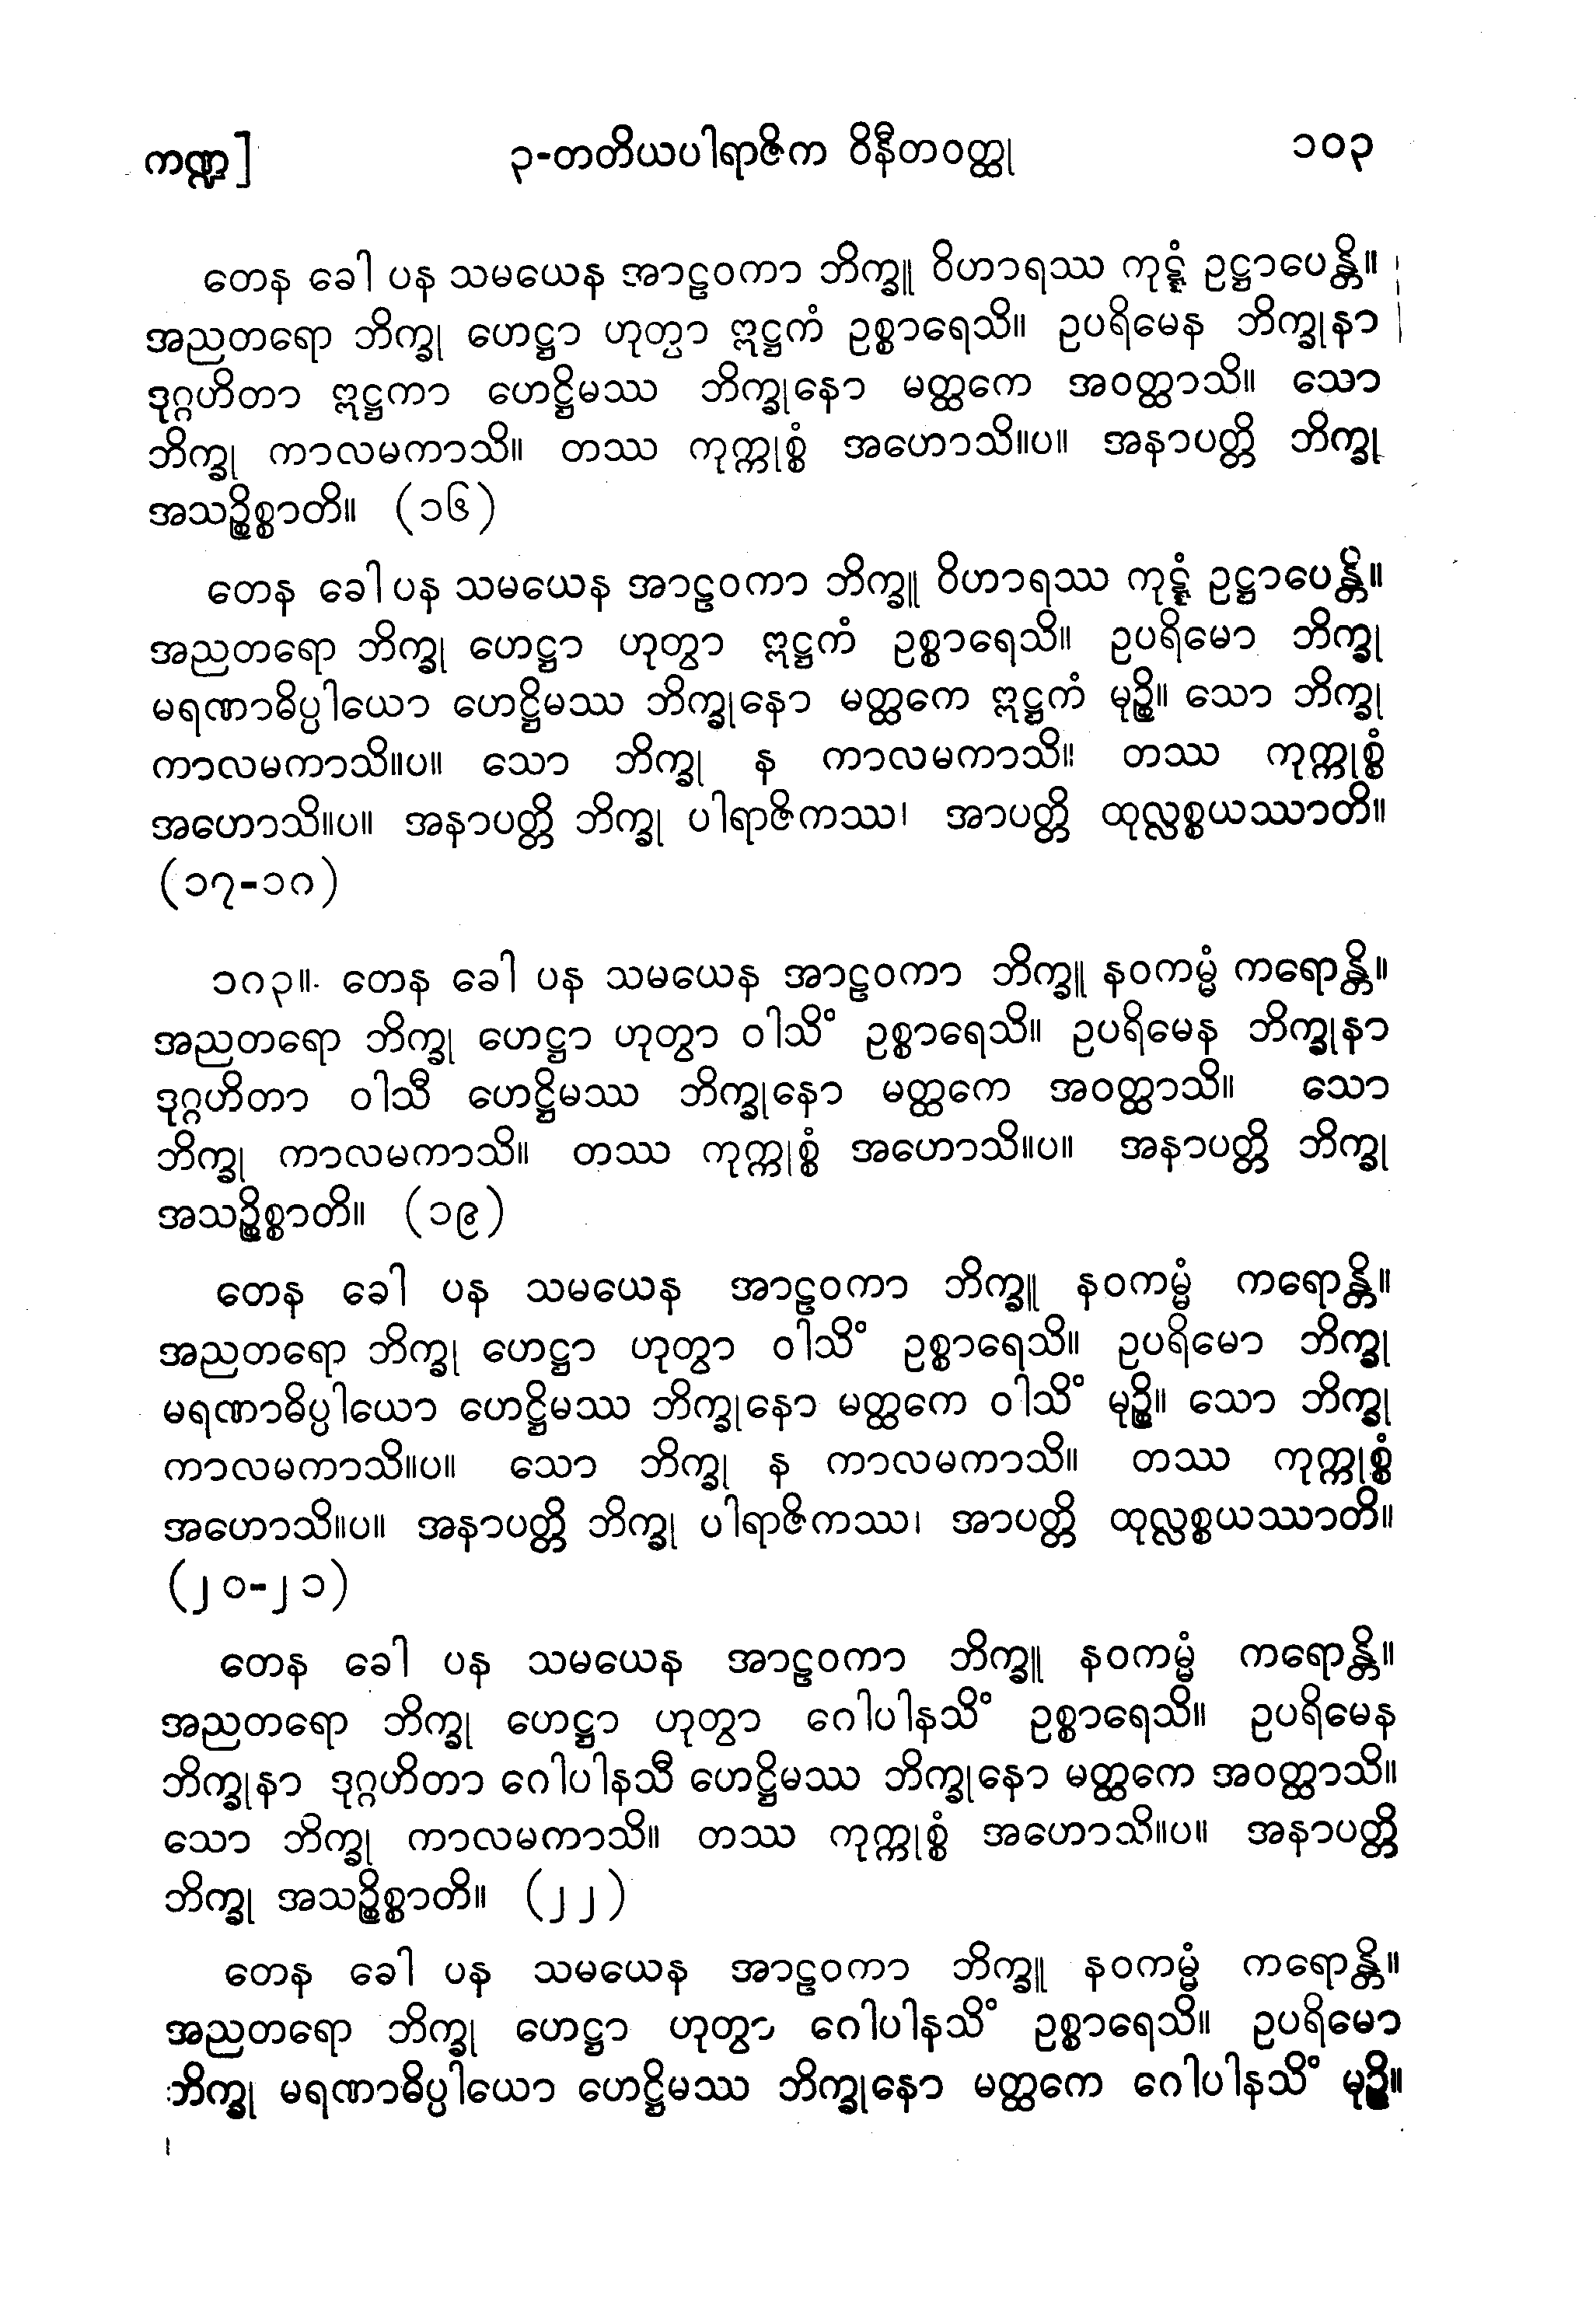 ကဏ္ဍ] ၃-တတိယပါရာဇိက ဝိနီတဝတ္ထု ၁၀၃
တေန ခေါ ပန သမယေန အာဠဝကာ ဘိက္ခူ ဝိဟာရဿ ကုဋ္ဋံ ဥဋ္ဌာပေန္တိ။
အညတရော ဘိက္ခု ဟေဋ္ဌာ ဟုတွာ ဣဋ္ဌကံ ဥစ္စာရေသိ။ ဥပရိမေန ဘိက္ခုနာ
ဒုဂ္ဂဟိတာ ဣဋ္ဌကာ ဟေဋ္ဌိမဿ ဘိက္ခုနော မတ္ထကေ အဝတ္ထာသိ။ သော
ဘိက္ခု ကာလမကာသိ။ တဿ ကုက္ကုစ္စံ အဟောသိ။ပ။ အနာပတ္တိ ဘိက္ခု
အသဉ္စိစ္စာတိ။ (၁၆)
တေန ခေါ ပန သမယေန အာဠဝကာ ဘိက္ခူ ဝိဟာရဿ ကုဋ္ဋံ ဥဋ္ဌာပေန္တိ။
အညတရော ဘိက္ခု ဟေဋ္ဌာ ဟုတွာ ဣဋ္ဌကံ ဥစ္စာရေသိ။ ဥပရိမော ဘိက္ခု
မရဏာဓိပ္ပါယော ဟေဋ္ဌိမဿ ဘိက္ခုနော မတ္ထကေ ဣဋ္ဌကံ မုဉ္စိ။ သော ဘိက္ခု
ကာလမကာသိ။ပ။ သော ဘိက္ခု န ကာလမကာသိ။ တဿ ကုက္ကုစ္စံ
အဟောသိ။ပ။ အနာပတ္တိ ဘိက္ခု ပါရာဇိကဿ၊ အာပတ္တိ ထုလ္လစ္စယဿာတိ။
(၁၇-၁၈)
၁၈၃။ တေန ခေါ ပန သမယေန အာဠဝကာ ဘိက္ခူ နဝကမ္မံ ကရောန္တိ။
အညတရော ဘိက္ခု ဟေဋ္ဌာ ဟုတွာ ဝါသိံ ဥစ္စာရေသိ။ ဥပရိမေန ဘိက္ခုနာ
ဒုဂ္ဂဟိတာ ဝါသီ ဟေဋ္ဌိမဿ ဘိက္ခုနော မတ္ထကေ အဝတ္ထာသိ။ သော
ဘိက္ခု ကာလမကာသိ။ တဿ ကုက္ကုစ္စံ အဟောသိ။ပ။ အနာပတ္တိ ဘိက္ခု
အသဉ္စိစ္စာတိ။ (၁၉)
တေန ခေါ ပန သမယေန အာဠဝကာ ဘိက္ခူ နဝကမ္မံ ကရောန္တိ။
အညတရော ဘိက္ခု ဟေဋ္ဌာ ဟုတွာ ဝါသိံ ဥစ္စာရေသိ။ ဥပရိမော ဘိက္ခု
မရဏာဓိပ္ပါယော ဟေဋ္ဌိမဿ ဘိက္ခုနော မတ္ထကေ ဝါသိံ မုဉ္စိ။ သော ဘိက္ခု
ကာလမကာသိ။ပ။ သော ဘိက္ခု န ကာလမကာသိ။ တဿ ကုက္ကုစ္စံ
အဟောသိ။ပ။ အနာပတ္တိ ဘိက္ခု ပါရာဇိကဿ၊ အာပတ္တိ ထုလ္လစ္စယဿာတိ။
(၂၀-၂၁)
တေန ခေါ ပန သမယေန အာဠဝကာ ဘိက္ခူ နဝကမ္မံ ကရောန္တိ။
အညတရော ဘိက္ခု ဟေဋ္ဌာ ဟုတွာ ဂေါပါနသိံ ဥစ္စာရေသိ။ ဥပရိမေန
ဘိက္ခုနာ ဒုဂ္ဂဟိတာ ဂေါပါနသီ ဟေဋ္ဌိမဿ ဘိက္ခုနော မတ္ထကေ အဝတ္ထာသိ။
သော ဘိက္ခု ကာလမကာသိ။ တဿ ကုက္ကုစ္စံ အဟောသိ။ပ။ အနာပတ္တိ
ဘိက္ခု အသဉ္စိစ္စာတိ။ (၂၂)
တေန ခေါ ပန သမယေန အာဠဝကာ ဘိက္ခူ နဝကမ္မံ ကရောန္တိ။
အညတရော ဘိက္ခု ဟေဋ္ဌာ ဟုတွာ ဂေါပါနသိံ ဥစ္စာရေသိ။ ဥပရိမော
ဘိက္ခု မရဏာဓိပ္ပါယော ဟေဋ္ဌိမဿ ဘိက္ခုနော မတ္ထကေ ဂေါပါနသိံ မုဉ္စိ။